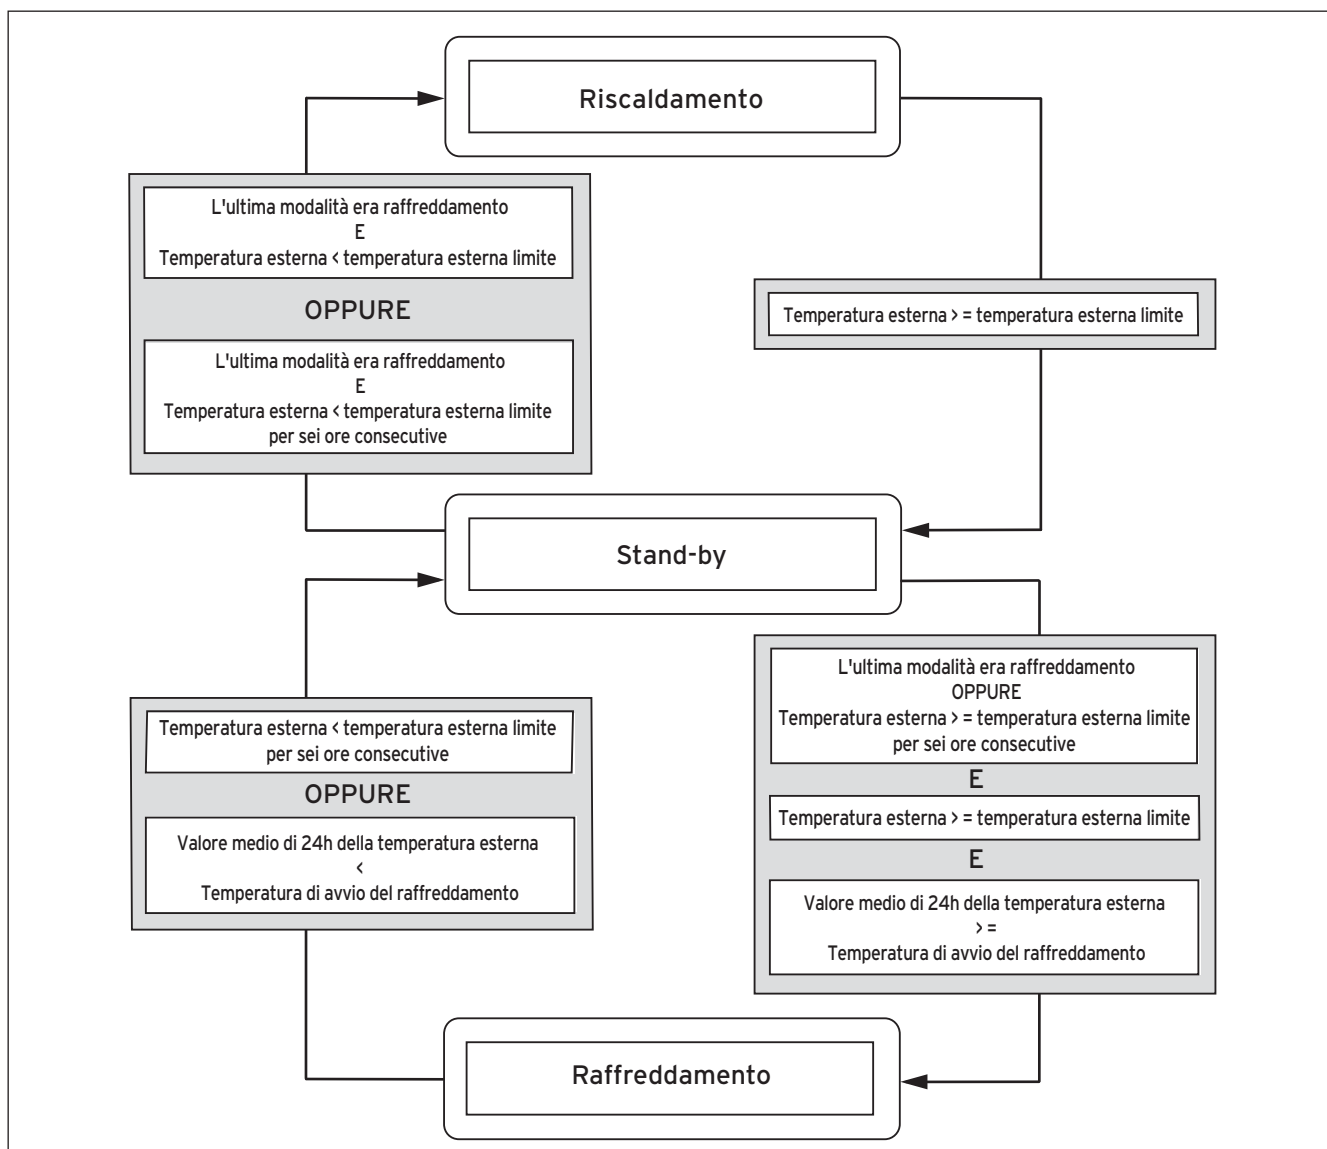 Riscaldamento
L'ultima modalità era raffreddamento
E
Temperatura esterna < temperatura esterna limite
OPPURE
L'ultima modalità era raffreddamento
E
Temperatura esterna < temperatura esterna limite
per sei ore consecutive
Temperatura esterna > = temperatura esterna limite
Stand-by
Temperatura esterna < temperatura esterna limite
per sei ore consecutive
OPPURE
Valore medio di 24h della temperatura esterna
<
Temperatura di avvio del raffreddamento
L'ultima modalità era raffreddamento
OPPURE
Temperatura esterna > = temperatura esterna limite
per sei ore consecutive
E
Temperatura esterna > = temperatura esterna limite
E
Valore medio di 24h della temperatura esterna
> =
Temperatura di avvio del raffreddamento
Raffreddamento